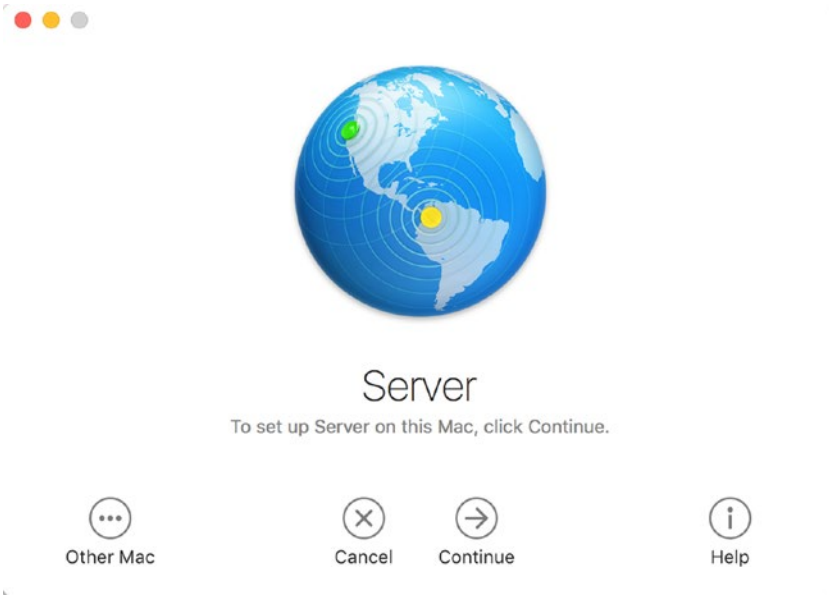 Server
To set up Server on this Mac, click Continue.
Other Mac
Cancel
Continue
Help